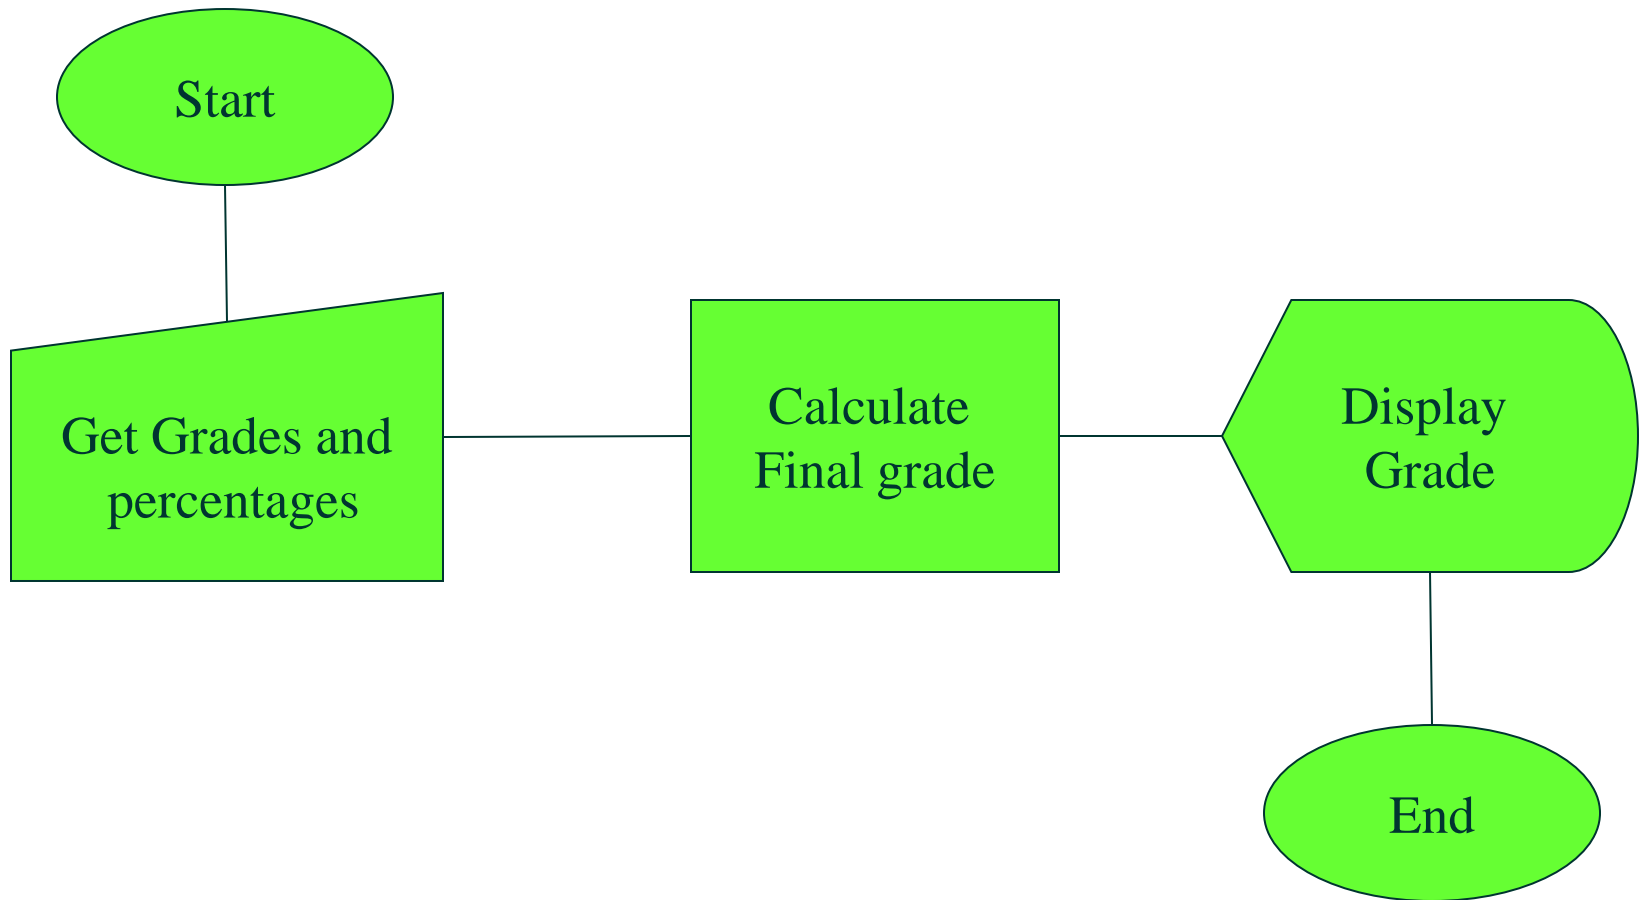 Start
Get Grades and
percentages
Calculate
Final grade
Display
Grade
End